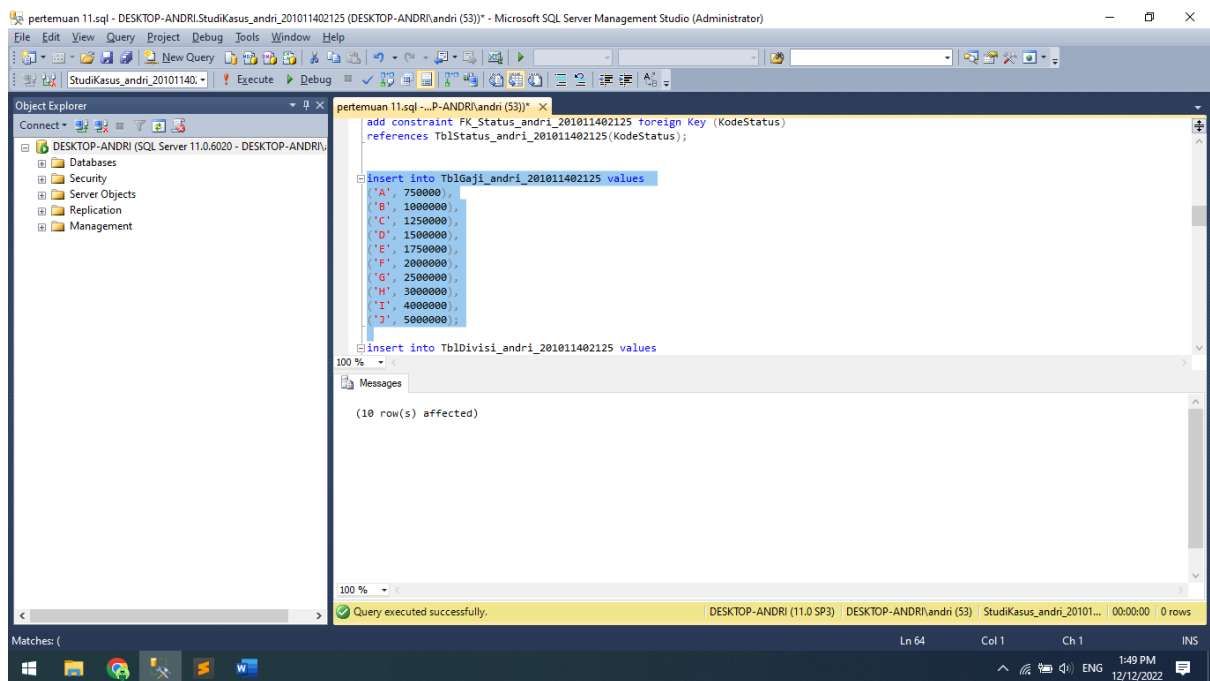 pertemuan 11.sql - DESKTOP-ANDRI.StudiKasus_andri_201011402125 (DESKTOP-ANDRI\andri (53))* - Microsoft SQL Server Management Studio (Administrator)
File Edit View Query Project Debug Tools Window Help
New Query
StudiKasus_andri_20101140: Execute Debug
Object Explorer
pertemuan 11.sql -...P-ANDRI\andri (53))*
Connect
DESKTOP-ANDRI (SQL Server 11.0.6020 - DESKTOP-ANDRI\
Databases
Security
Server Objects
Replication
Management
add constraint FK_Status_andri_201011402125 foreign Key (KodeStatus)
references TblStatus_andri_201011402125(KodeStatus);
insert into TblGaji_andri_201011402125 values
('A', 750000),
('B', 1000000),
('C', 1250000),
('D', 1500000),
('E', 1750000),
('F', 2000000),
('G', 2500000),
('H', 3000000),
('I', 4000000),
('J', 5000000);
insert into TblDivisi_andri_201011402125 values
100 %
Messages
(10 row(s) affected)
100 %
Query executed successfully. DESKTOP-ANDRI (11.0 SP3) DESKTOP-ANDRI\andri (53) StudiKasus_andri_20101... 00:00:00 0 rows
Matches: ( Ln 64 Col 1 Ch 1 INS
ENG
1:49 PM
12/12/2022